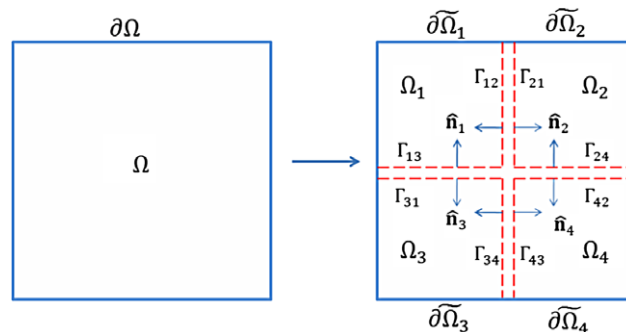 ∂Ω
Ω
∂Ω̃₁ ∂Ω̃₂
Γ₁₂ Γ₂₁
Ω₁ Ω₂
n̂₁ n̂₂
Γ₁₃ Γ₂₄
Γ₃₁ Γ₄₂
n̂₃ n̂₄
Ω₃ Γ₃₄ Γ₄₃ Ω₄
∂Ω̃₃ ∂Ω̃₄